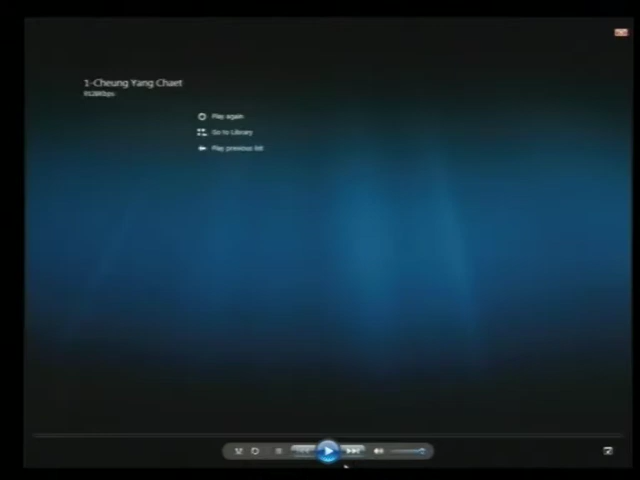 1-Cheung Yang Chaet
Play again
Go to Library
Play previous list